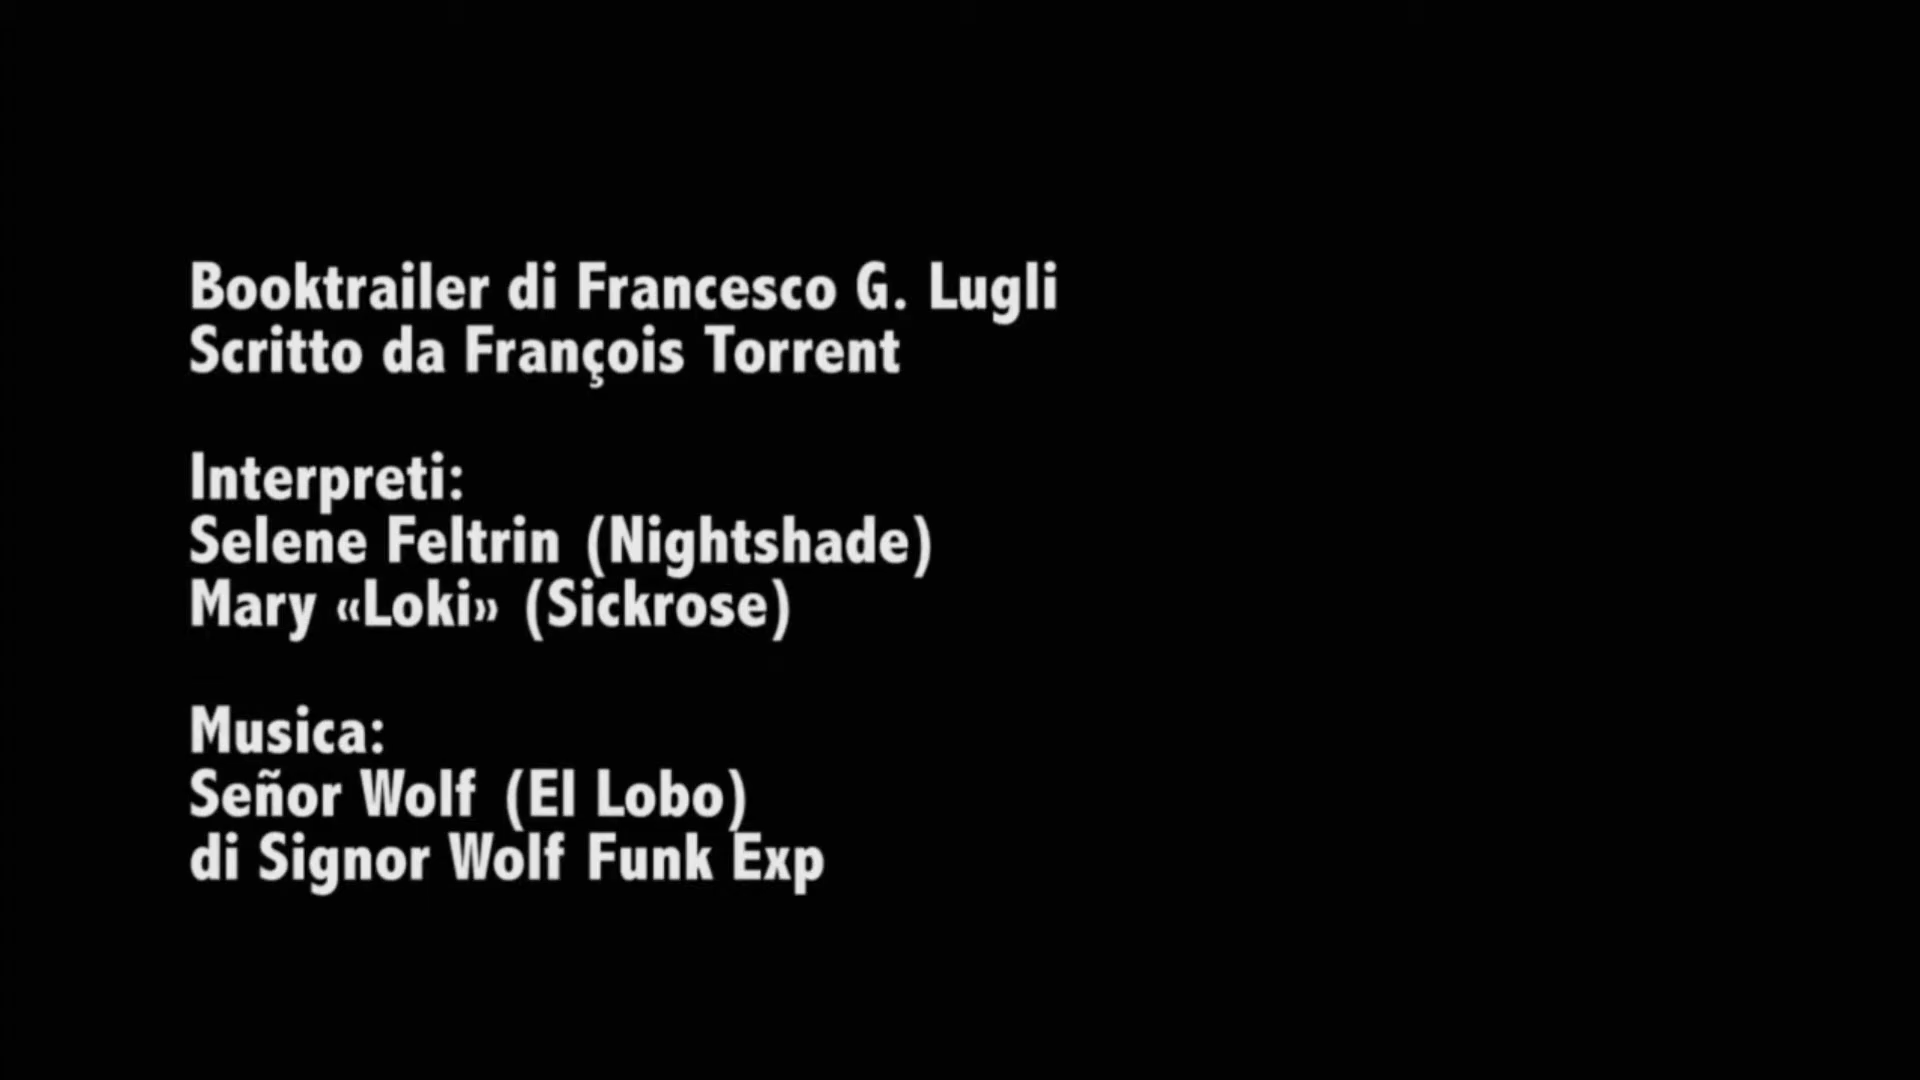 Booktrailer di Francesco G. Lugli
Scritto da François Torrent
Interpreti:
Selene Feltrin (Nightshade)
Mary «Loki» (Sickrose)
Musica:
Señor Wolf (El Lobo)
di Signor Wolf Funk Exp